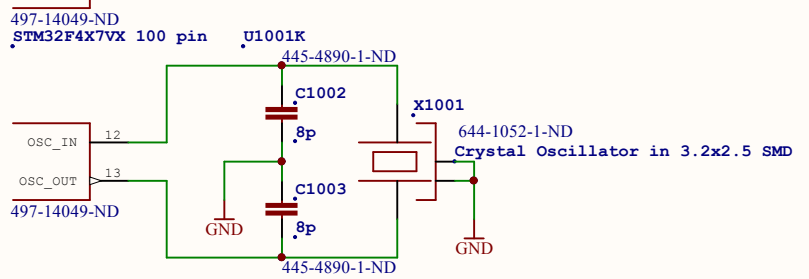 497-14049-ND
STM32F4X7VX 100 pin U1001K
445-4890-1-ND
C1002
X1001
8p
644-1052-1-ND
OSC_IN 12
Crystal Oscillator in 3.2x2.5 SMD
OSC_OUT 13
C1003
497-14049-ND
8p
GND
GND
445-4890-1-ND